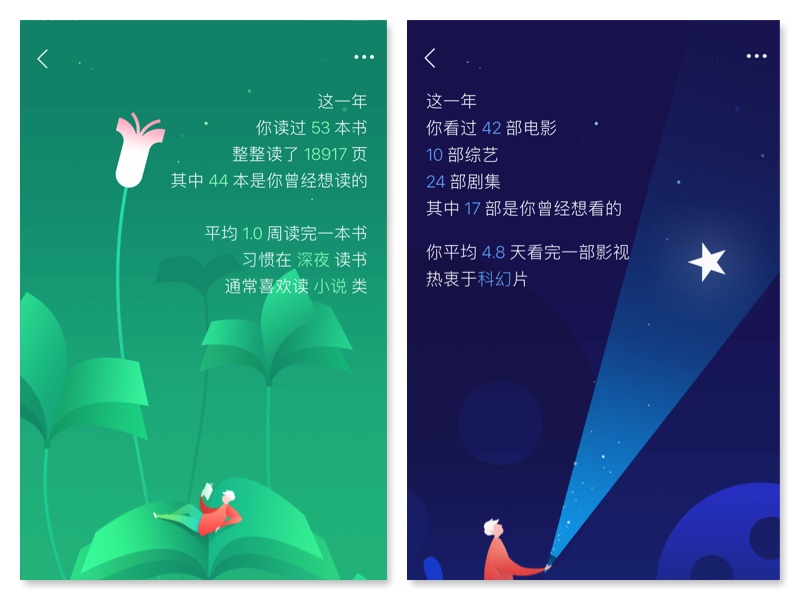 这一年
你读过 53 本书
整整读了 18917 页
其中 44 本是你曾经想读的
平均 1.0 周读完一本书
习惯在 深夜 读书
通常喜欢读 小说 类
这一年
你看过 42 部电影
10 部综艺
24 部剧集
其中 17 部是你曾经想看的
你平均 4.8 天看完一部影视
热衷于科幻片